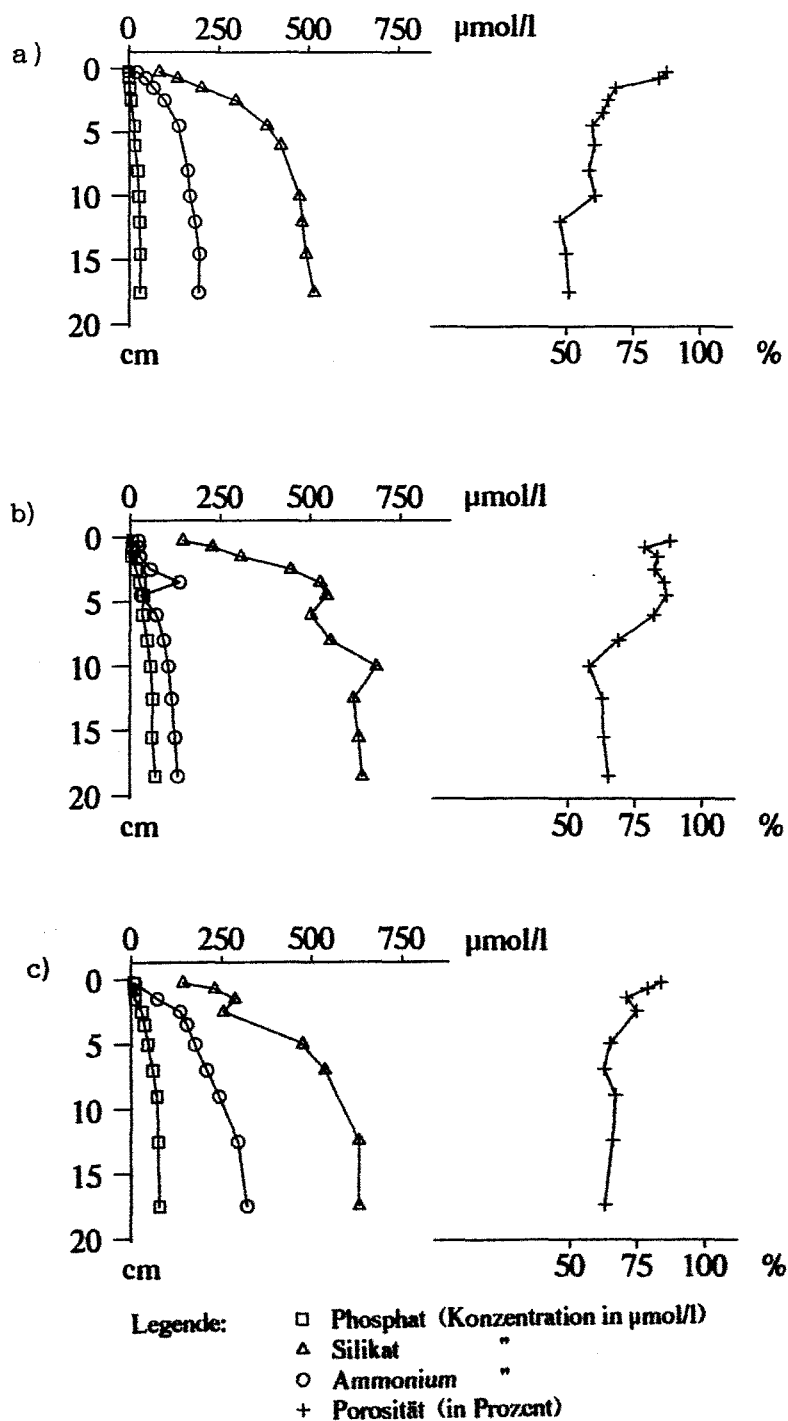 0 250 500 750 µmol/l
a)
0
5
10
15
20
cm
50 75 100 %
0 250 500 750 µmol/l
b)
0
5
10
15
20
cm
50 75 100 %
0 250 500 750 µmol/l
c)
0
5
10
15
20
cm
50 75 100 %
Legende: Phosphat (Konzentration in µmol/l)
Silikat "
Ammonium "
Porosität (in Prozent)